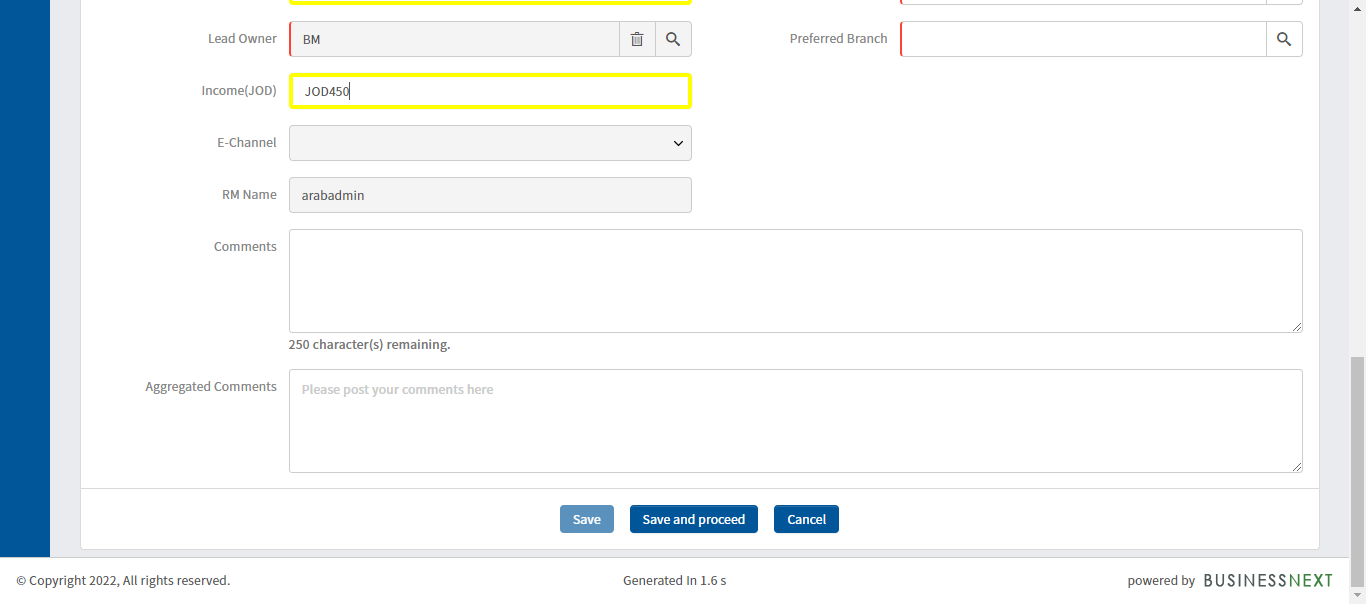 Lead Owner BM Preferred Branch
Income(JOD) JOD450
E-Channel
RM Name arabadmin
Comments
250 character(s) remaining.
Aggregated Comments Please post your comments here
Save Save and proceed Cancel
© Copyright 2022, All rights reserved. Generated In 1.6 s powered by BUSINESSNEXT